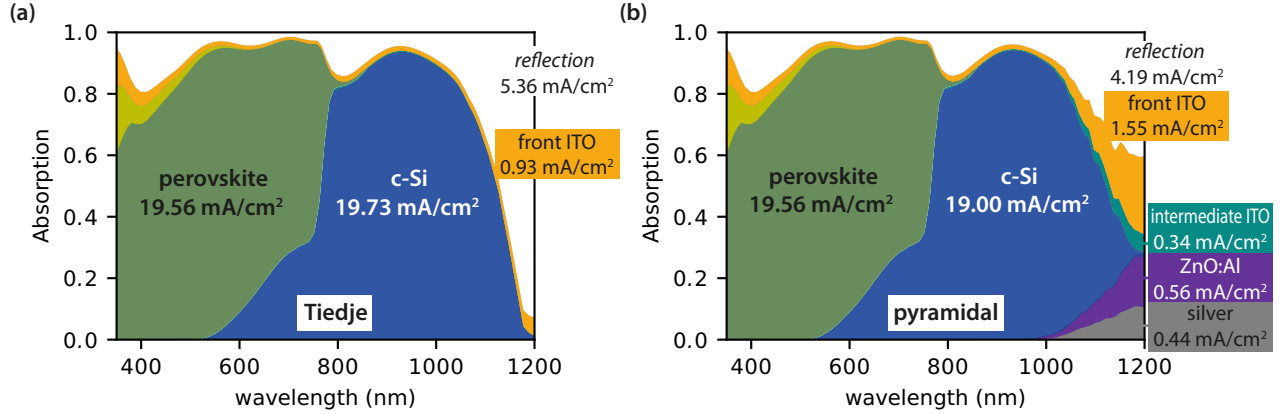 (a)
1.0
0.8
0.6
0.4
0.2
0.0
Absorption
400
600
800
1000
1200
wavelength (nm)
reflection
5.36 mA/cm²
front ITO
0.93 mA/cm²
perovskite
19.56 mA/cm²
c-Si
19.73 mA/cm²
Tiedje
(b)
1.0
0.8
0.6
0.4
0.2
0.0
Absorption
400
600
800
1000
1200
wavelength (nm)
reflection
4.19 mA/cm²
front ITO
1.55 mA/cm²
perovskite
19.56 mA/cm²
c-Si
19.00 mA/cm²
intermediate ITO
0.34 mA/cm²
ZnO:Al
0.56 mA/cm²
silver
0.44 mA/cm²
pyramidal